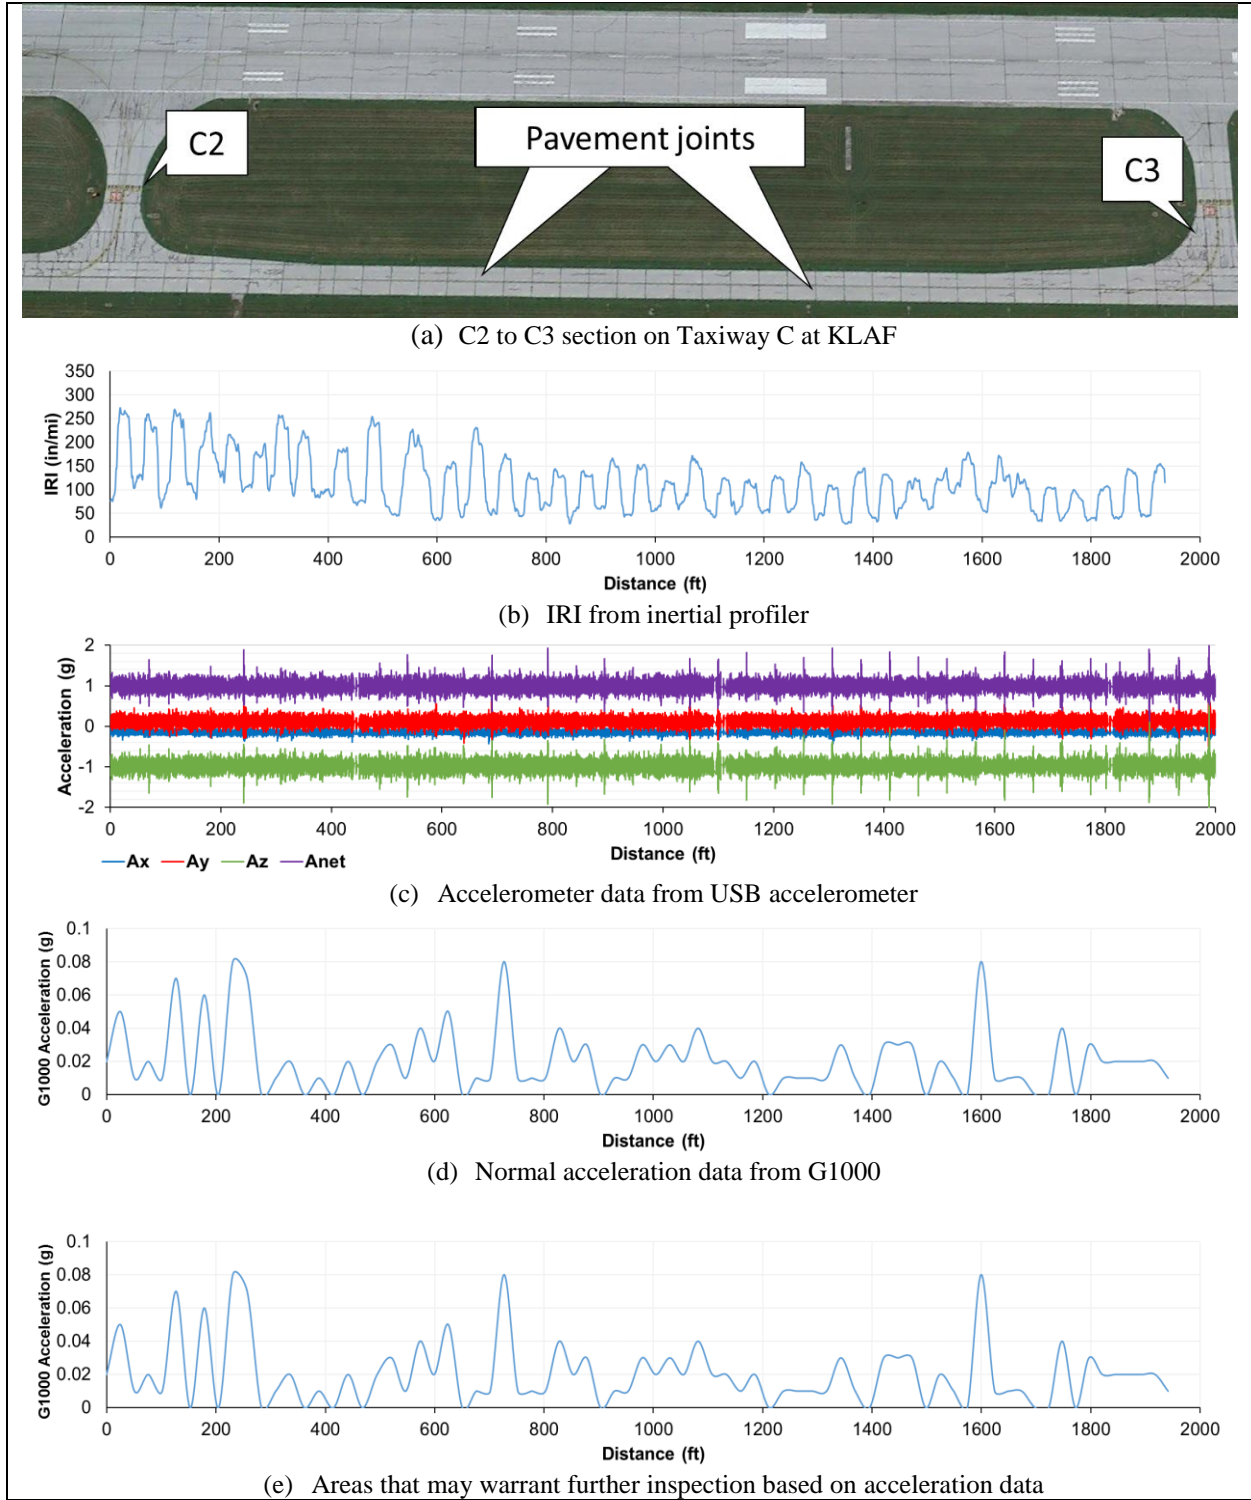 C2
Pavement joints
C3
(a) C2 to C3 section on Taxiway C at KLAF
350
300
250
200
150
100
50
0
IRI (in/mi)
0 200 400 600 800 1000 1200 1400 1600 1800 2000
Distance (ft)
(b) IRI from inertial profiler
2
1
0
-1
-2
Acceleration (g)
0 200 400 600 800 1000 1200 1400 1600 1800 2000
Distance (ft)
Ax Ay Az Anet
(c) Accelerometer data from USB accelerometer
0.1
0.08
0.06
0.04
0.02
0
G1000 Acceleration (g)
0 200 400 600 800 1000 1200 1400 1600 1800 2000
Distance (ft)
(d) Normal acceleration data from G1000
0.1
0.08
0.06
0.04
0.02
0
G1000 Acceleration (g)
0 200 400 600 800 1000 1200 1400 1600 1800 2000
Distance (ft)
(e) Areas that may warrant further inspection based on acceleration data